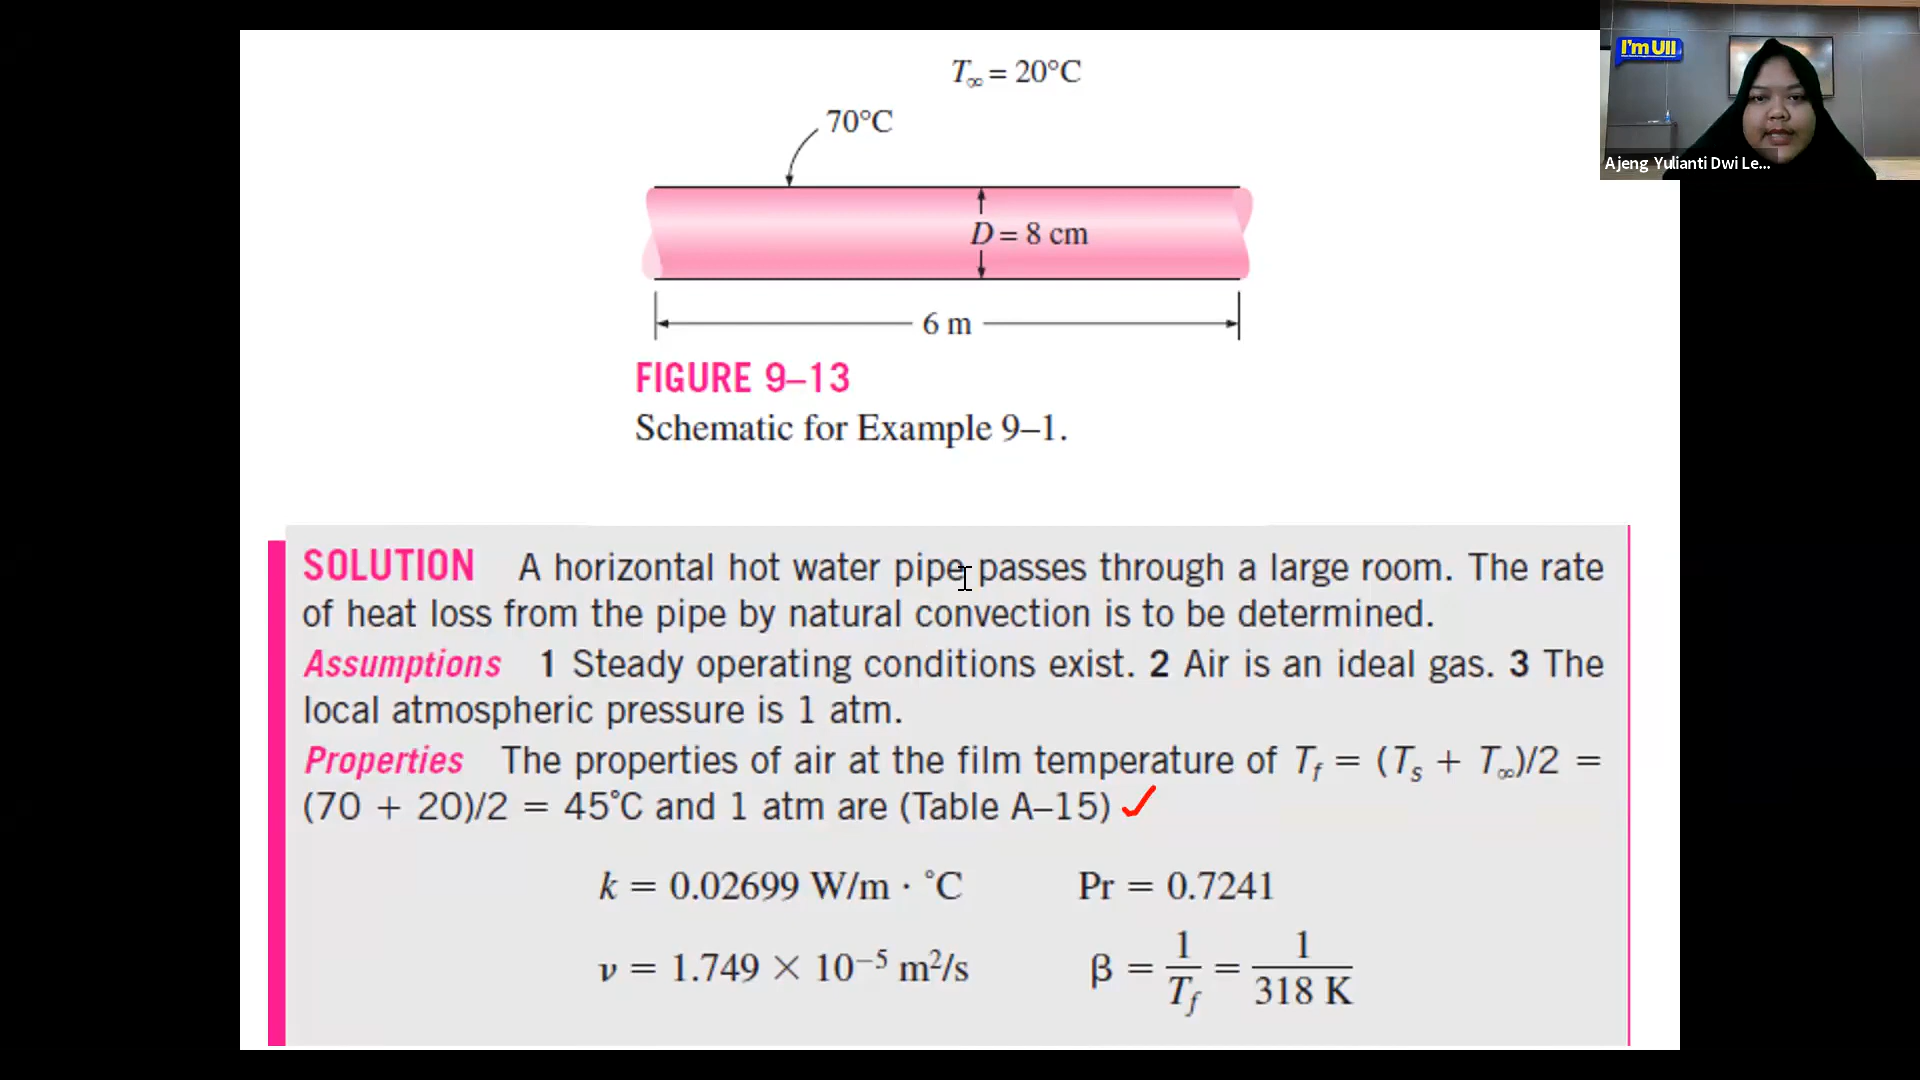 T∞ = 20°C
I'm UII
70°C
Ajeng Yulianti Dwi Le...
D = 8 cm
6 m
FIGURE 9–13
Schematic for Example 9–1.
SOLUTION A horizontal hot water pipe passes through a large room. The rate
of heat loss from the pipe by natural convection is to be determined.
Assumptions 1 Steady operating conditions exist. 2 Air is an ideal gas. 3 The
local atmospheric pressure is 1 atm.
Properties The properties of air at the film temperature of Tf = (Ts + T∞)/2 =
(70 + 20)/2 = 45°C and 1 atm are (Table A–15)
k = 0.02699 W/m · °C Pr = 0.7241
ν = 1.749 × 10⁻⁵ m²/s β = 1/Tf = 1/318 K